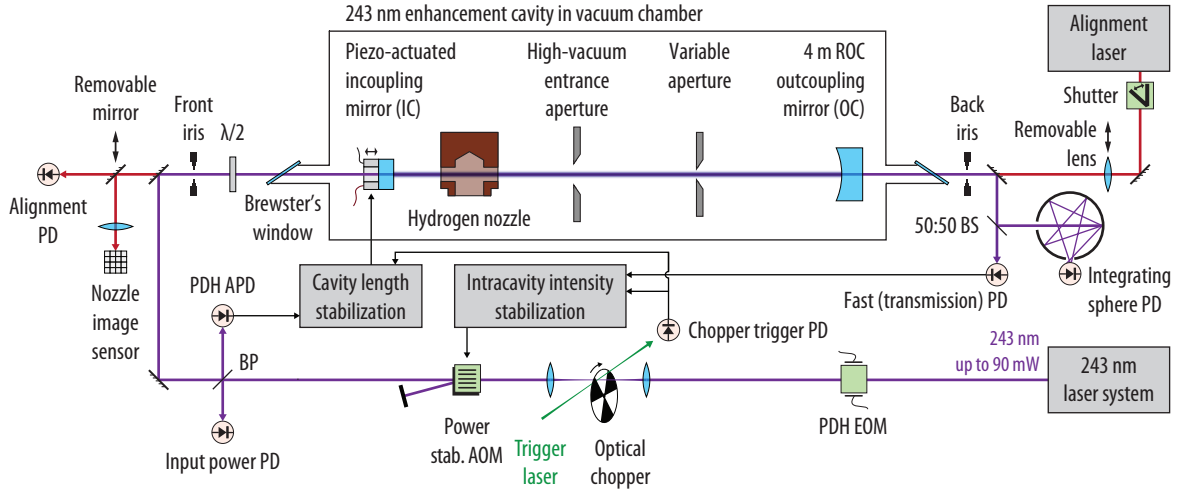 243 nm enhancement cavity in vacuum chamber
Piezo-actuated
incoupling
mirror (IC)
High-vacuum
entrance
aperture
Variable
aperture
4 m ROC
outcoupling
mirror (OC)
Alignment
laser
Shutter
Removable
mirror
Front
iris
λ/2
Back
iris
Removable
lens
Alignment
PD
Brewster's
window
Hydrogen nozzle
50:50 BS
Integrating
sphere PD
Nozzle
image
sensor
PDH APD
Cavity length
stabilization
Intracavity intensity
stabilization
Fast (transmission) PD
Chopper trigger PD
BP
243 nm
up to 90 mW
243 nm
laser system
Input power PD
Power
stab. AOM
Trigger
laser
Optical
chopper
PDH EOM